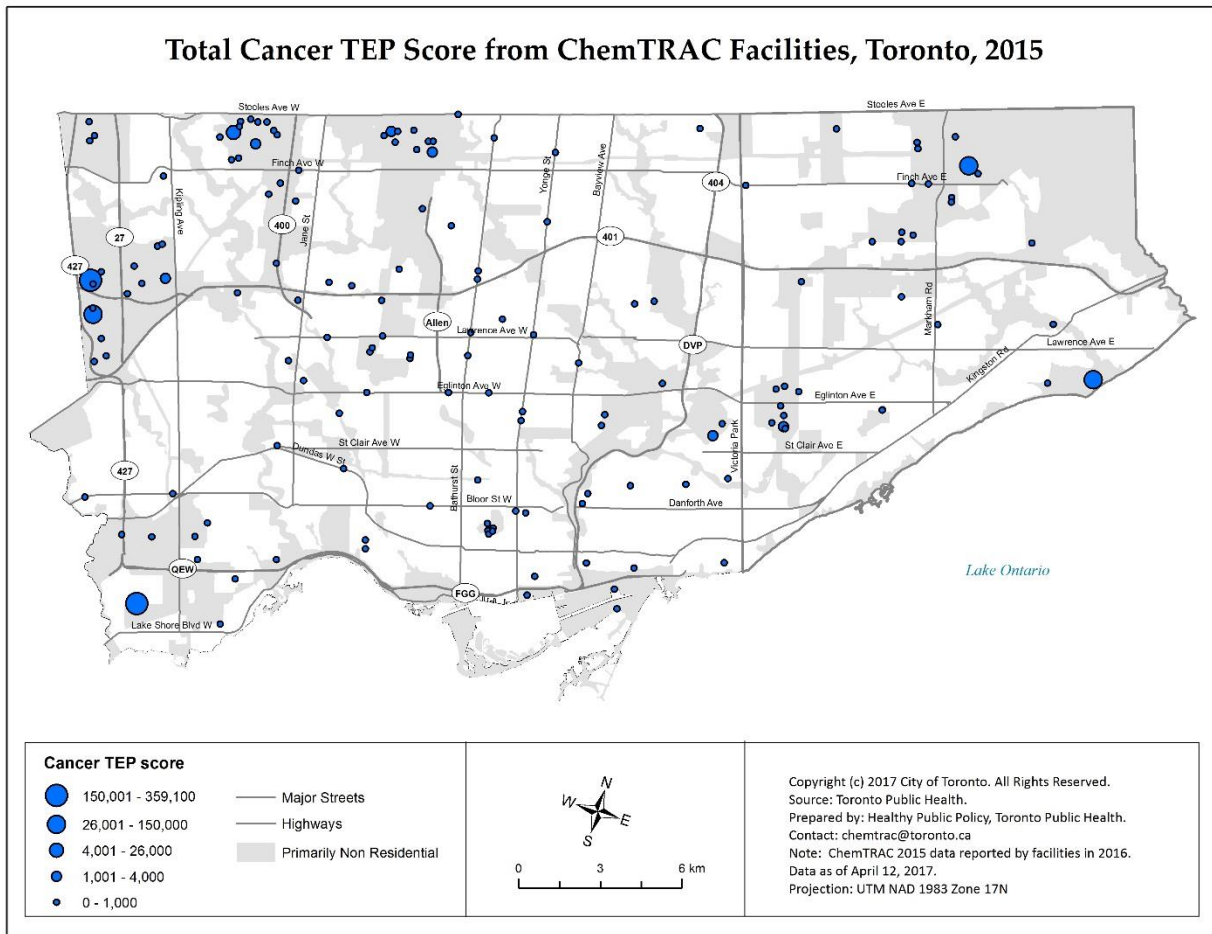 Total Cancer TEP Score from ChemTRAC Facilities, Toronto, 2015
Steeles Ave W
Steeles Ave E
Finch Ave W
Finch Ave E
Kipling Ave
400
Jane St
Yonge St
Bayview Ave
404
27
401
427
Markham Rd
Allen
Lawrence Ave W
DVP
Kingston Rd
Lawrence Ave E
Eglinton Ave W
Eglinton Ave E
Victoria Park
St Clair Ave W
St Clair Ave E
Dundas W St
427
Bathurst St
Bloor St W
Danforth Ave
QEW
FGG
Lake Ontario
Lake Shore Blvd W
Cancer TEP score
150,001 - 359,100
26,001 - 150,000
4,001 - 26,000
1,001 - 4,000
0 - 1,000
Major Streets
Highways
Primarily Non Residential
N
W
E
S
0 3 6 km
Copyright (c) 2017 City of Toronto. All Rights Reserved.
Source: Toronto Public Health.
Prepared by: Healthy Public Policy, Toronto Public Health.
Contact: chemtrac@toronto.ca
Note: ChemTRAC 2015 data reported by facilities in 2016.
Data as of April 12, 2017.
Projection: UTM NAD 1983 Zone 17N